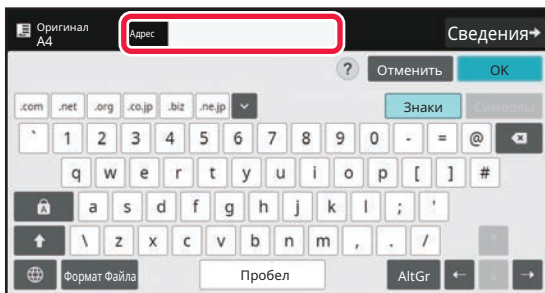 Оригинал
A4
Адрес
Сведения→
? Отменить OK
.com .net .org .co.jp .biz .ne.jp Знаки Символы
` 1 2 3 4 5 6 7 8 9 0 - = @
q w e r t y u i o p [ ] #
A a s d f g h j k l ; '
\ z x c v b n m , . /
Формат Файла Пробел AltGr ← ↓ →